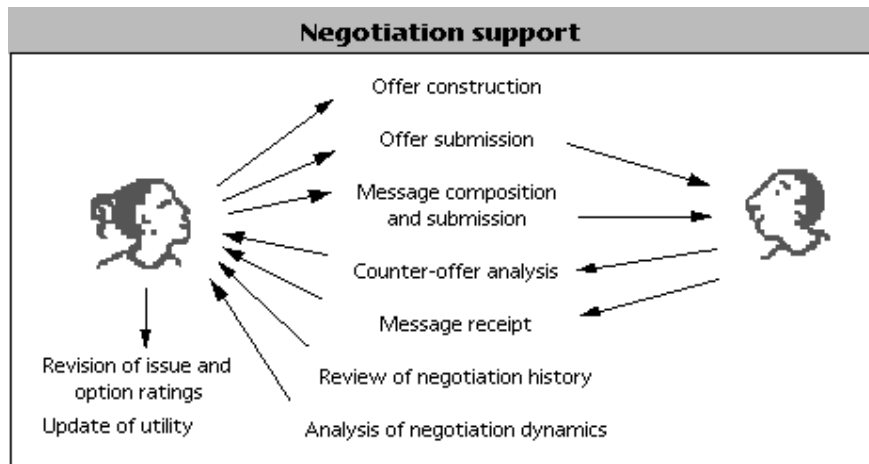 Negotiation support
Offer construction
Offer submission
Message composition
and submission
Counter-offer analysis
Message receipt
Revision of issue and
option ratings
Update of utility
Review of negotiation history
Analysis of negotiation dynamics